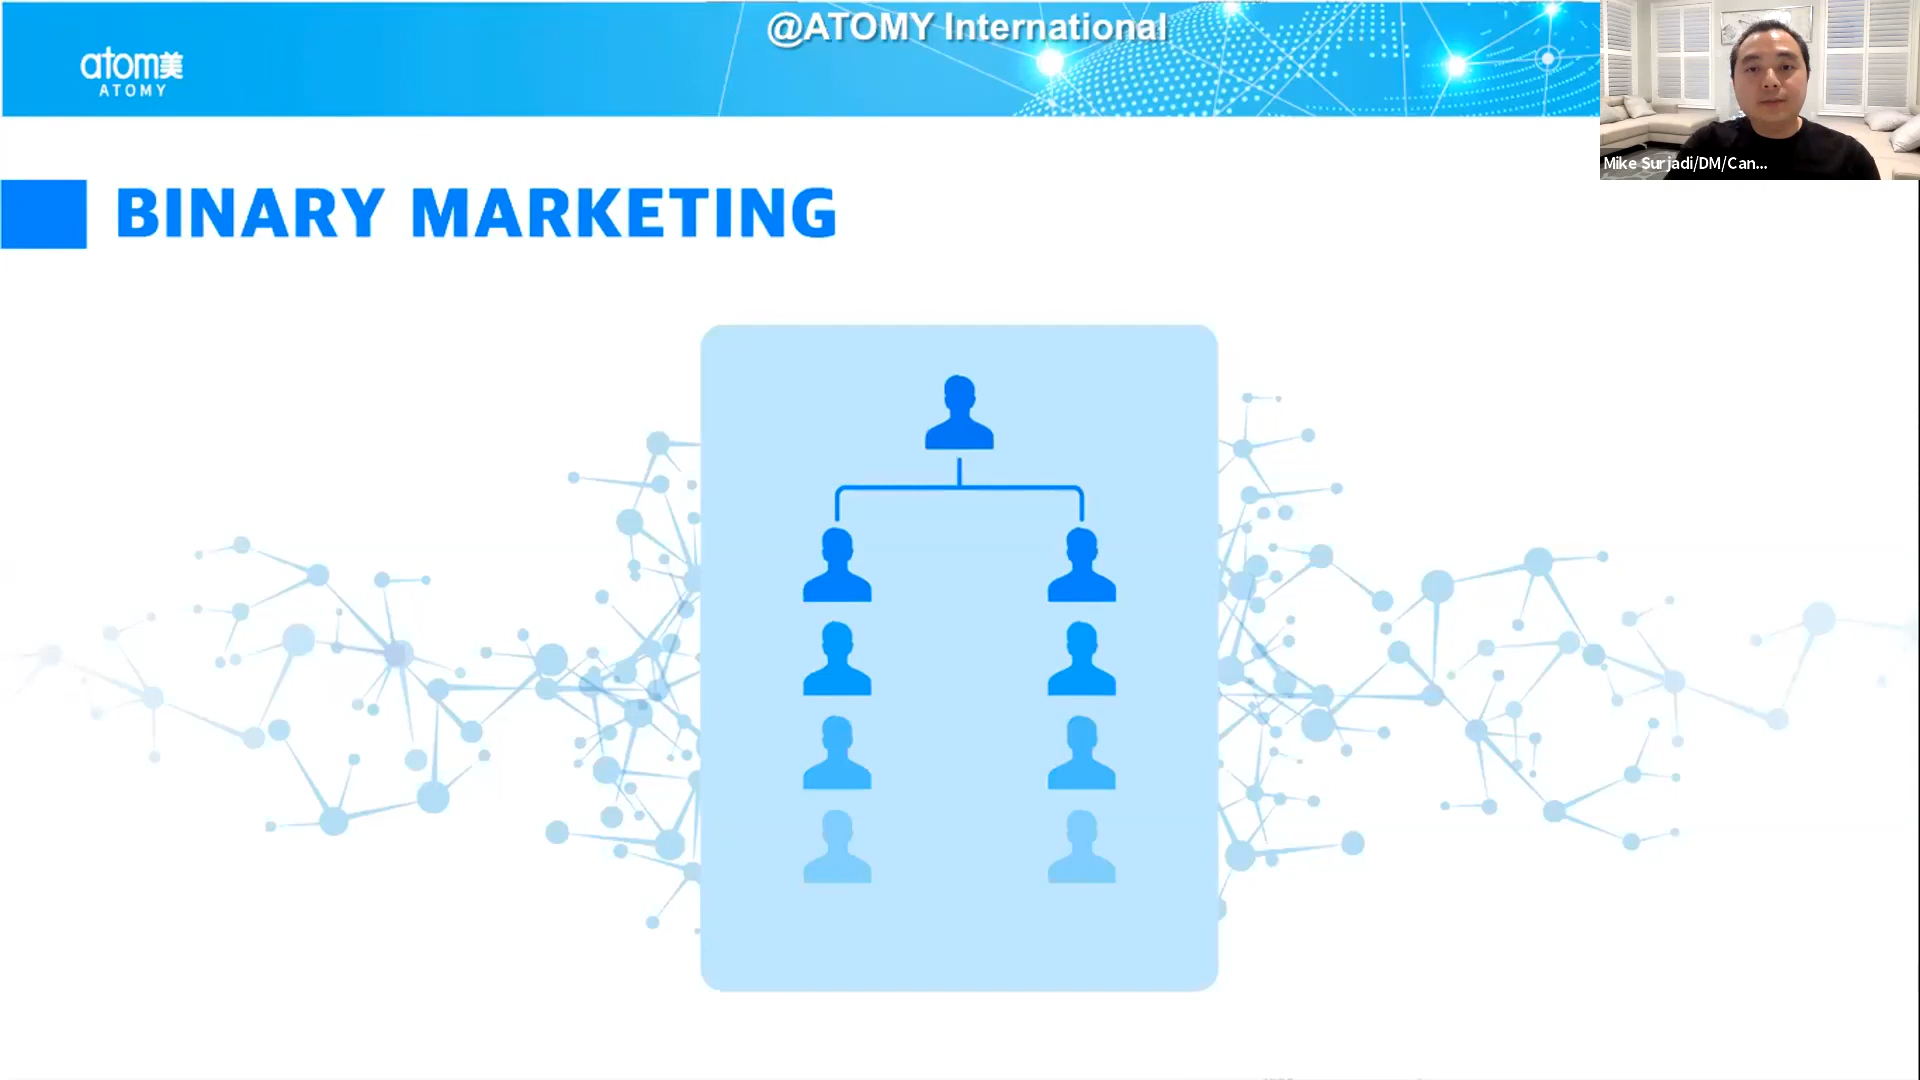 @ATOMY International
atom美
ATOMY
Mike Surjadi/DM/Can...
BINARY MARKETING